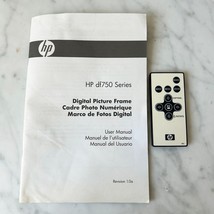 hp
HP df750 Series
Digital Picture Frame
Cadre Photo Numérique
Marco de Fotos Digital
User Manual
Manuel de l'utilisateur
Manual del Usuario
hp